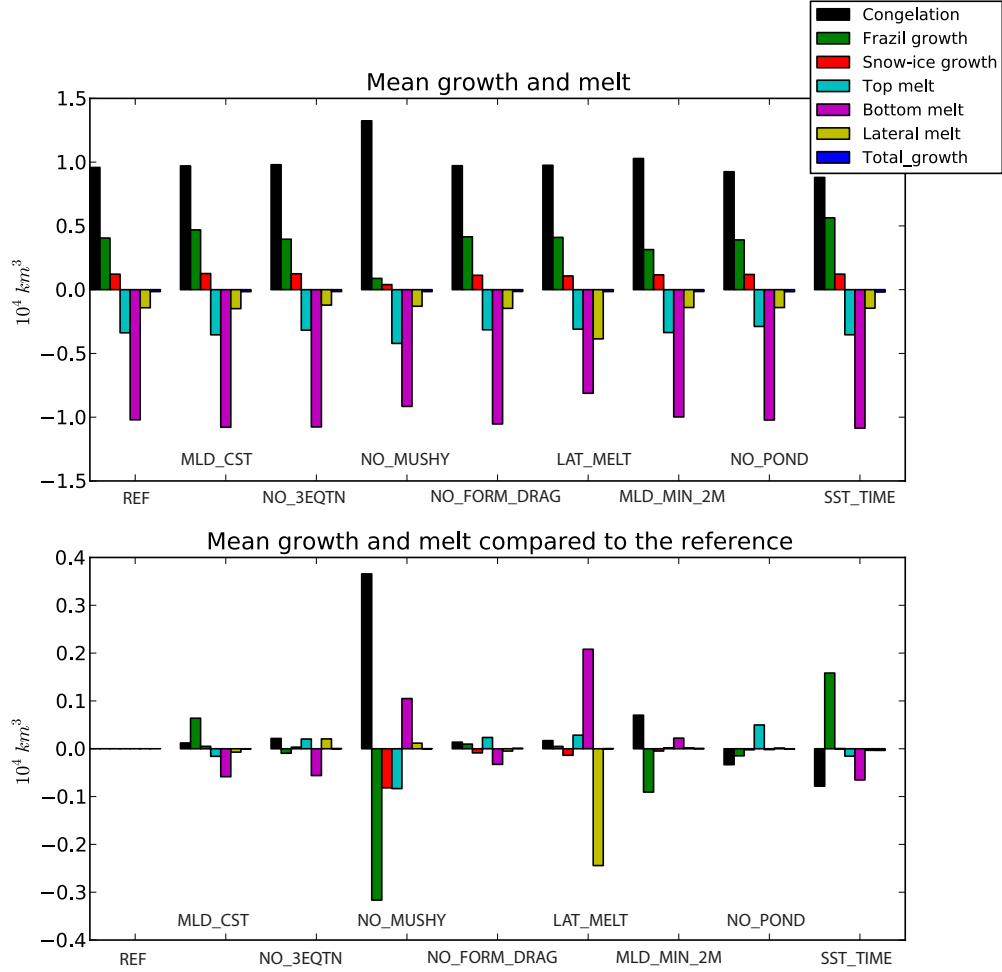 Congelation
Frazil growth
Snow-ice growth
Top melt
Bottom melt
Lateral melt
Total_growth
Mean growth and melt
1.5
1.0
0.5
0.0
−0.5
−1.0
−1.5
10^4 km^3
MLD_CST NO_MUSHY LAT_MELT NO_POND
REF NO_3EQTN NO_FORM_DRAG MLD_MIN_2M SST_TIME
Mean growth and melt compared to the reference
0.4
0.3
0.2
0.1
0.0
−0.1
−0.2
−0.3
−0.4
10^4 km^3
MLD_CST NO_MUSHY LAT_MELT NO_POND
REF NO_3EQTN NO_FORM_DRAG MLD_MIN_2M SST_TIME